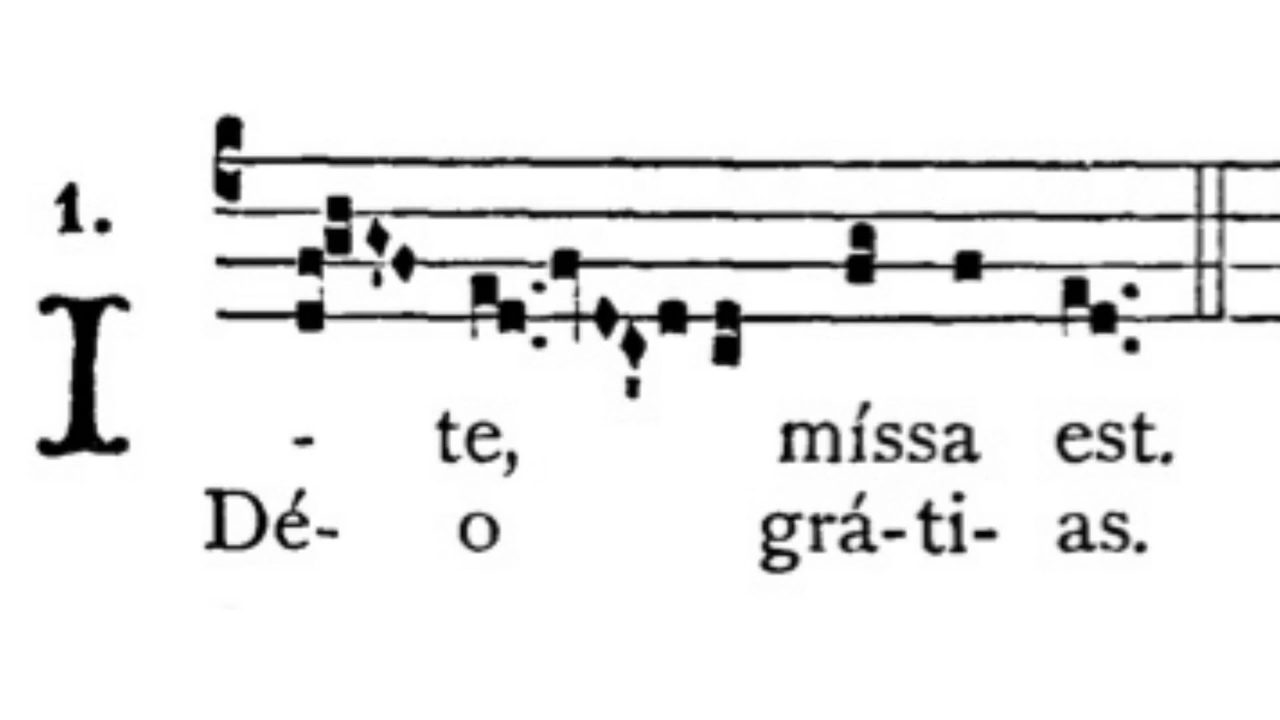 1.
I - te, míssa est.
Dé- o grá-ti- as.